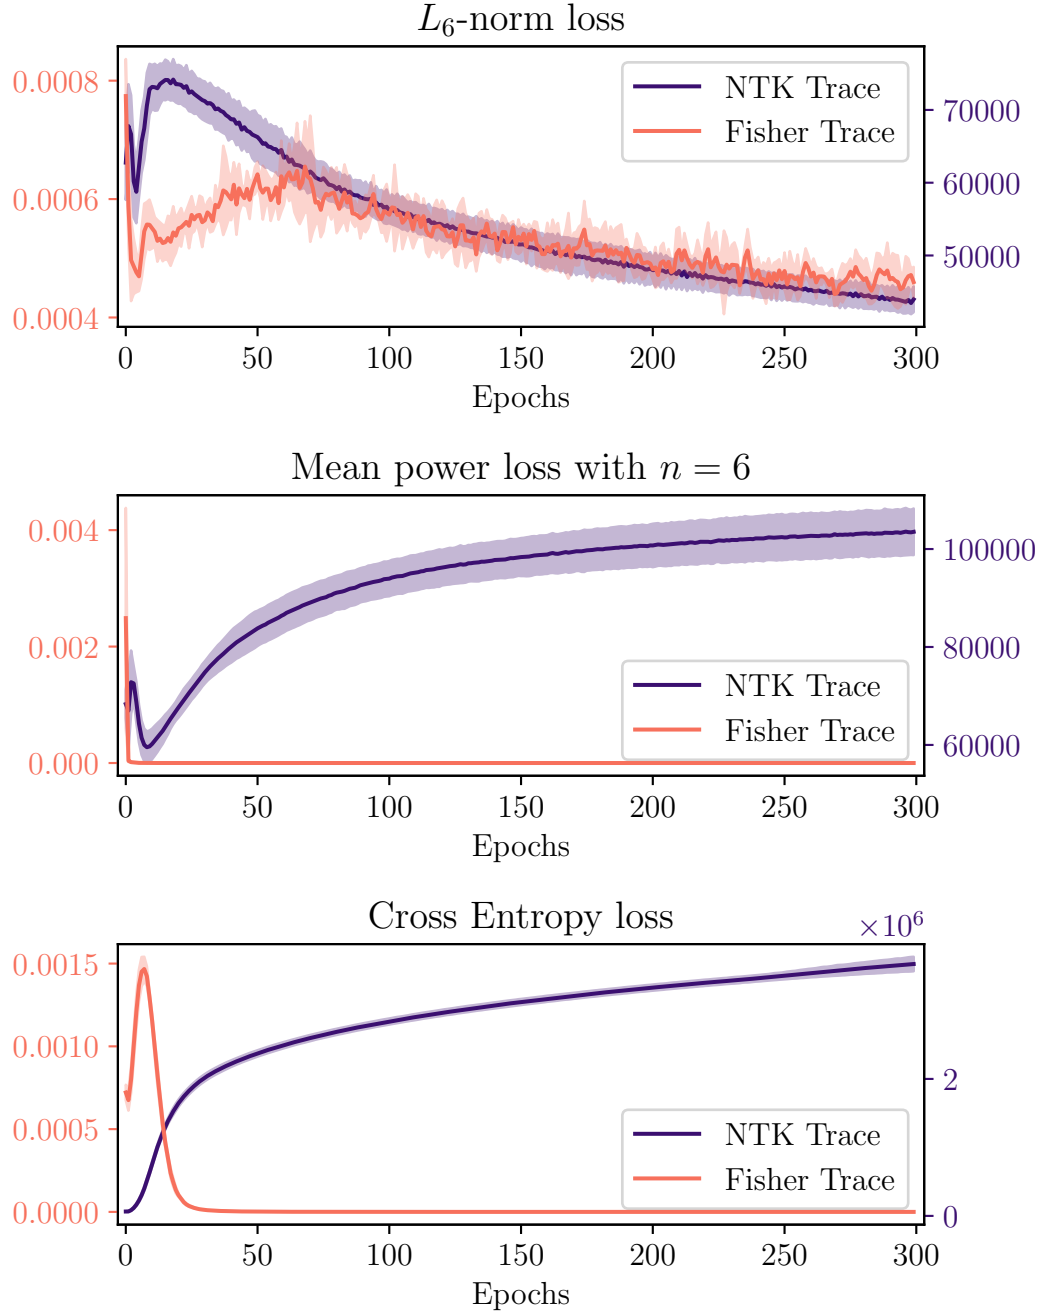 L₆-norm loss
0.0008
0.0006
0.0004
70000
60000
50000
NTK Trace
Fisher Trace
0 50 100 150 200 250 300
Epochs
Mean power loss with n = 6
0.004
0.002
0.000
100000
80000
60000
NTK Trace
Fisher Trace
0 50 100 150 200 250 300
Epochs
Cross Entropy loss
×10⁶
0.0015
0.0010
0.0005
0.0000
2
0
NTK Trace
Fisher Trace
0 50 100 150 200 250 300
Epochs